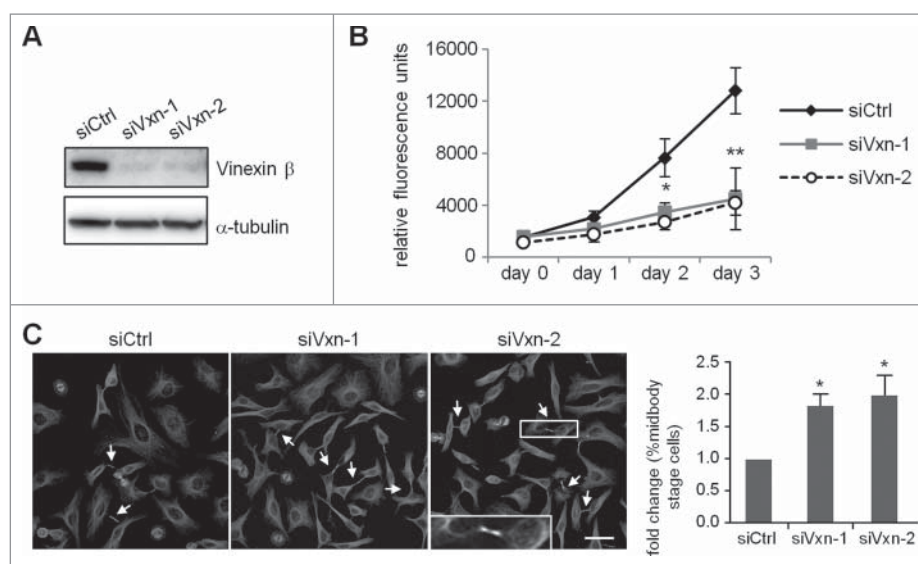 A
siCtrl
siVxn-1
siVxn-2
Vinexin β
α-tubulin
B
relative fluorescence units
16000
12000
8000
4000
0
day 0
day 1
day 2
day 3
*
**
siCtrl
siVxn-1
siVxn-2
C
siCtrl
siVxn-1
siVxn-2
fold change (%midbody
stage cells)
2.5
2.0
1.5
1.0
0.5
0.0
*
*
siCtrl
siVxn-1
siVxn-2